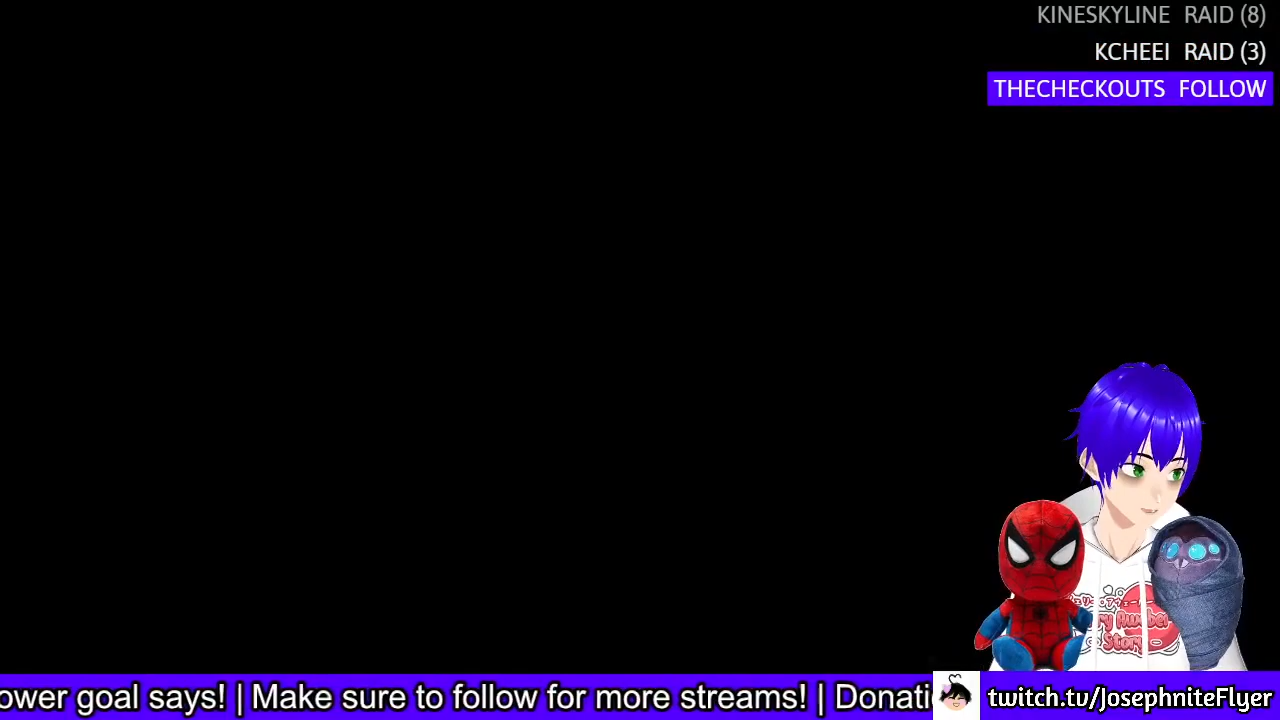 KINESKYLINE RAID (8)
KCHEEI RAID (3)
THECHECKOUTS FOLLOW
ower goal says! | Make sure to follow for more streams! | Donati
twitch.tv/JosephniteFlyer